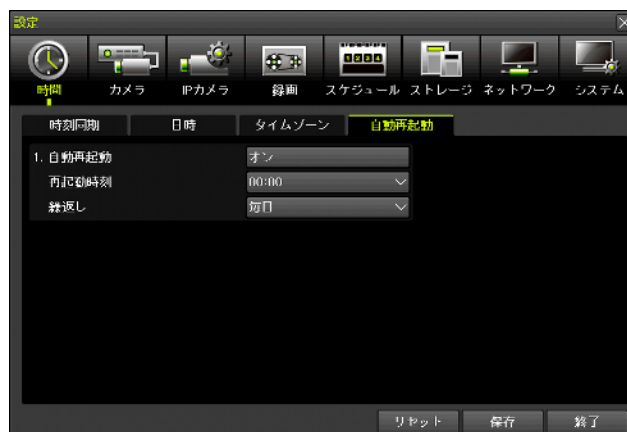 設定
時間 カメラ IPカメラ 録画 スケジュール ストレージ ネットワーク システム
時刻同期 日時 タイムゾーン 自動再起動
1. 自動再起動 オン
再起動時刻 00:00
繰返し 毎日
リセット 保存 終了